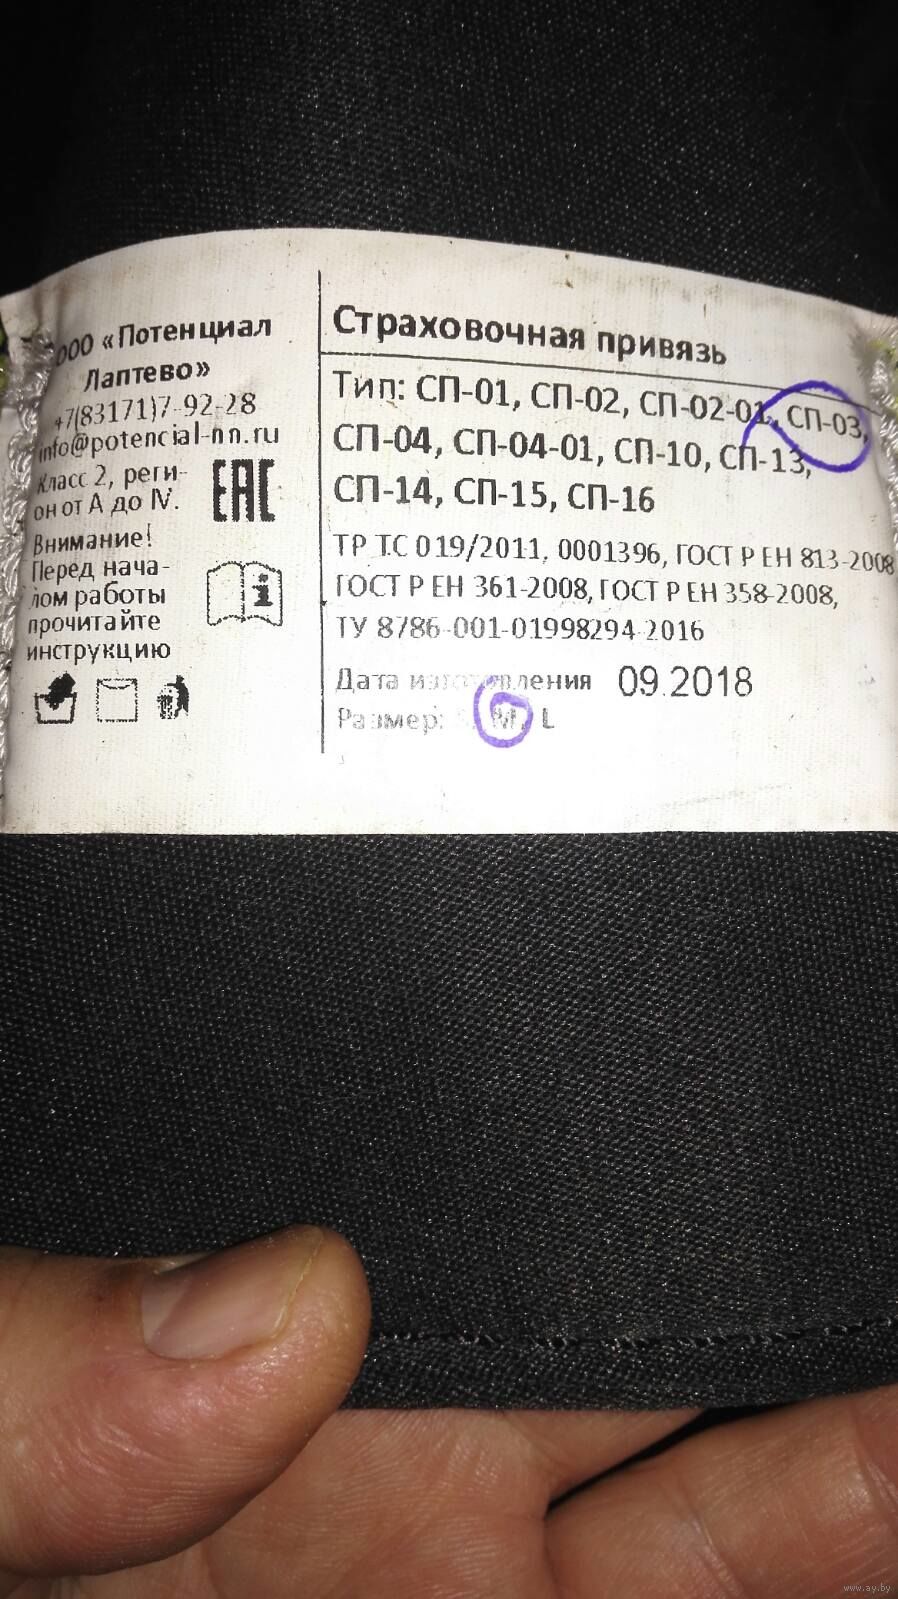 ООО «Потенциал
Лаптево»
+7(83171)7-92-28
info@potencial-nn.ru
Класс 2, реги-
он от А до IV.
ЕАС
Внимание!
Перед нача-
лом работы
прочитайте
инструкцию
Страховочная привязь
Тип: СП-01, СП-02, СП-02-01, СП-03,
СП-04, СП-04-01, СП-10, СП-13,
СП-14, СП-15, СП-16
ТР ТС 019/2011, 0001396, ГОСТ Р ЕН 813-2008
ГОСТ Р ЕН 361-2008, ГОСТ Р ЕН 358-2008,
ТУ 8786-001-01998294-2016
Дата изготовления 09.2018
Размер: M, L
www.ay.by